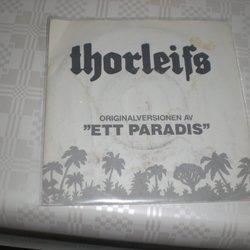 thorleifs
ORIGINALVERSIONEN AV
"ETT PARADIS"